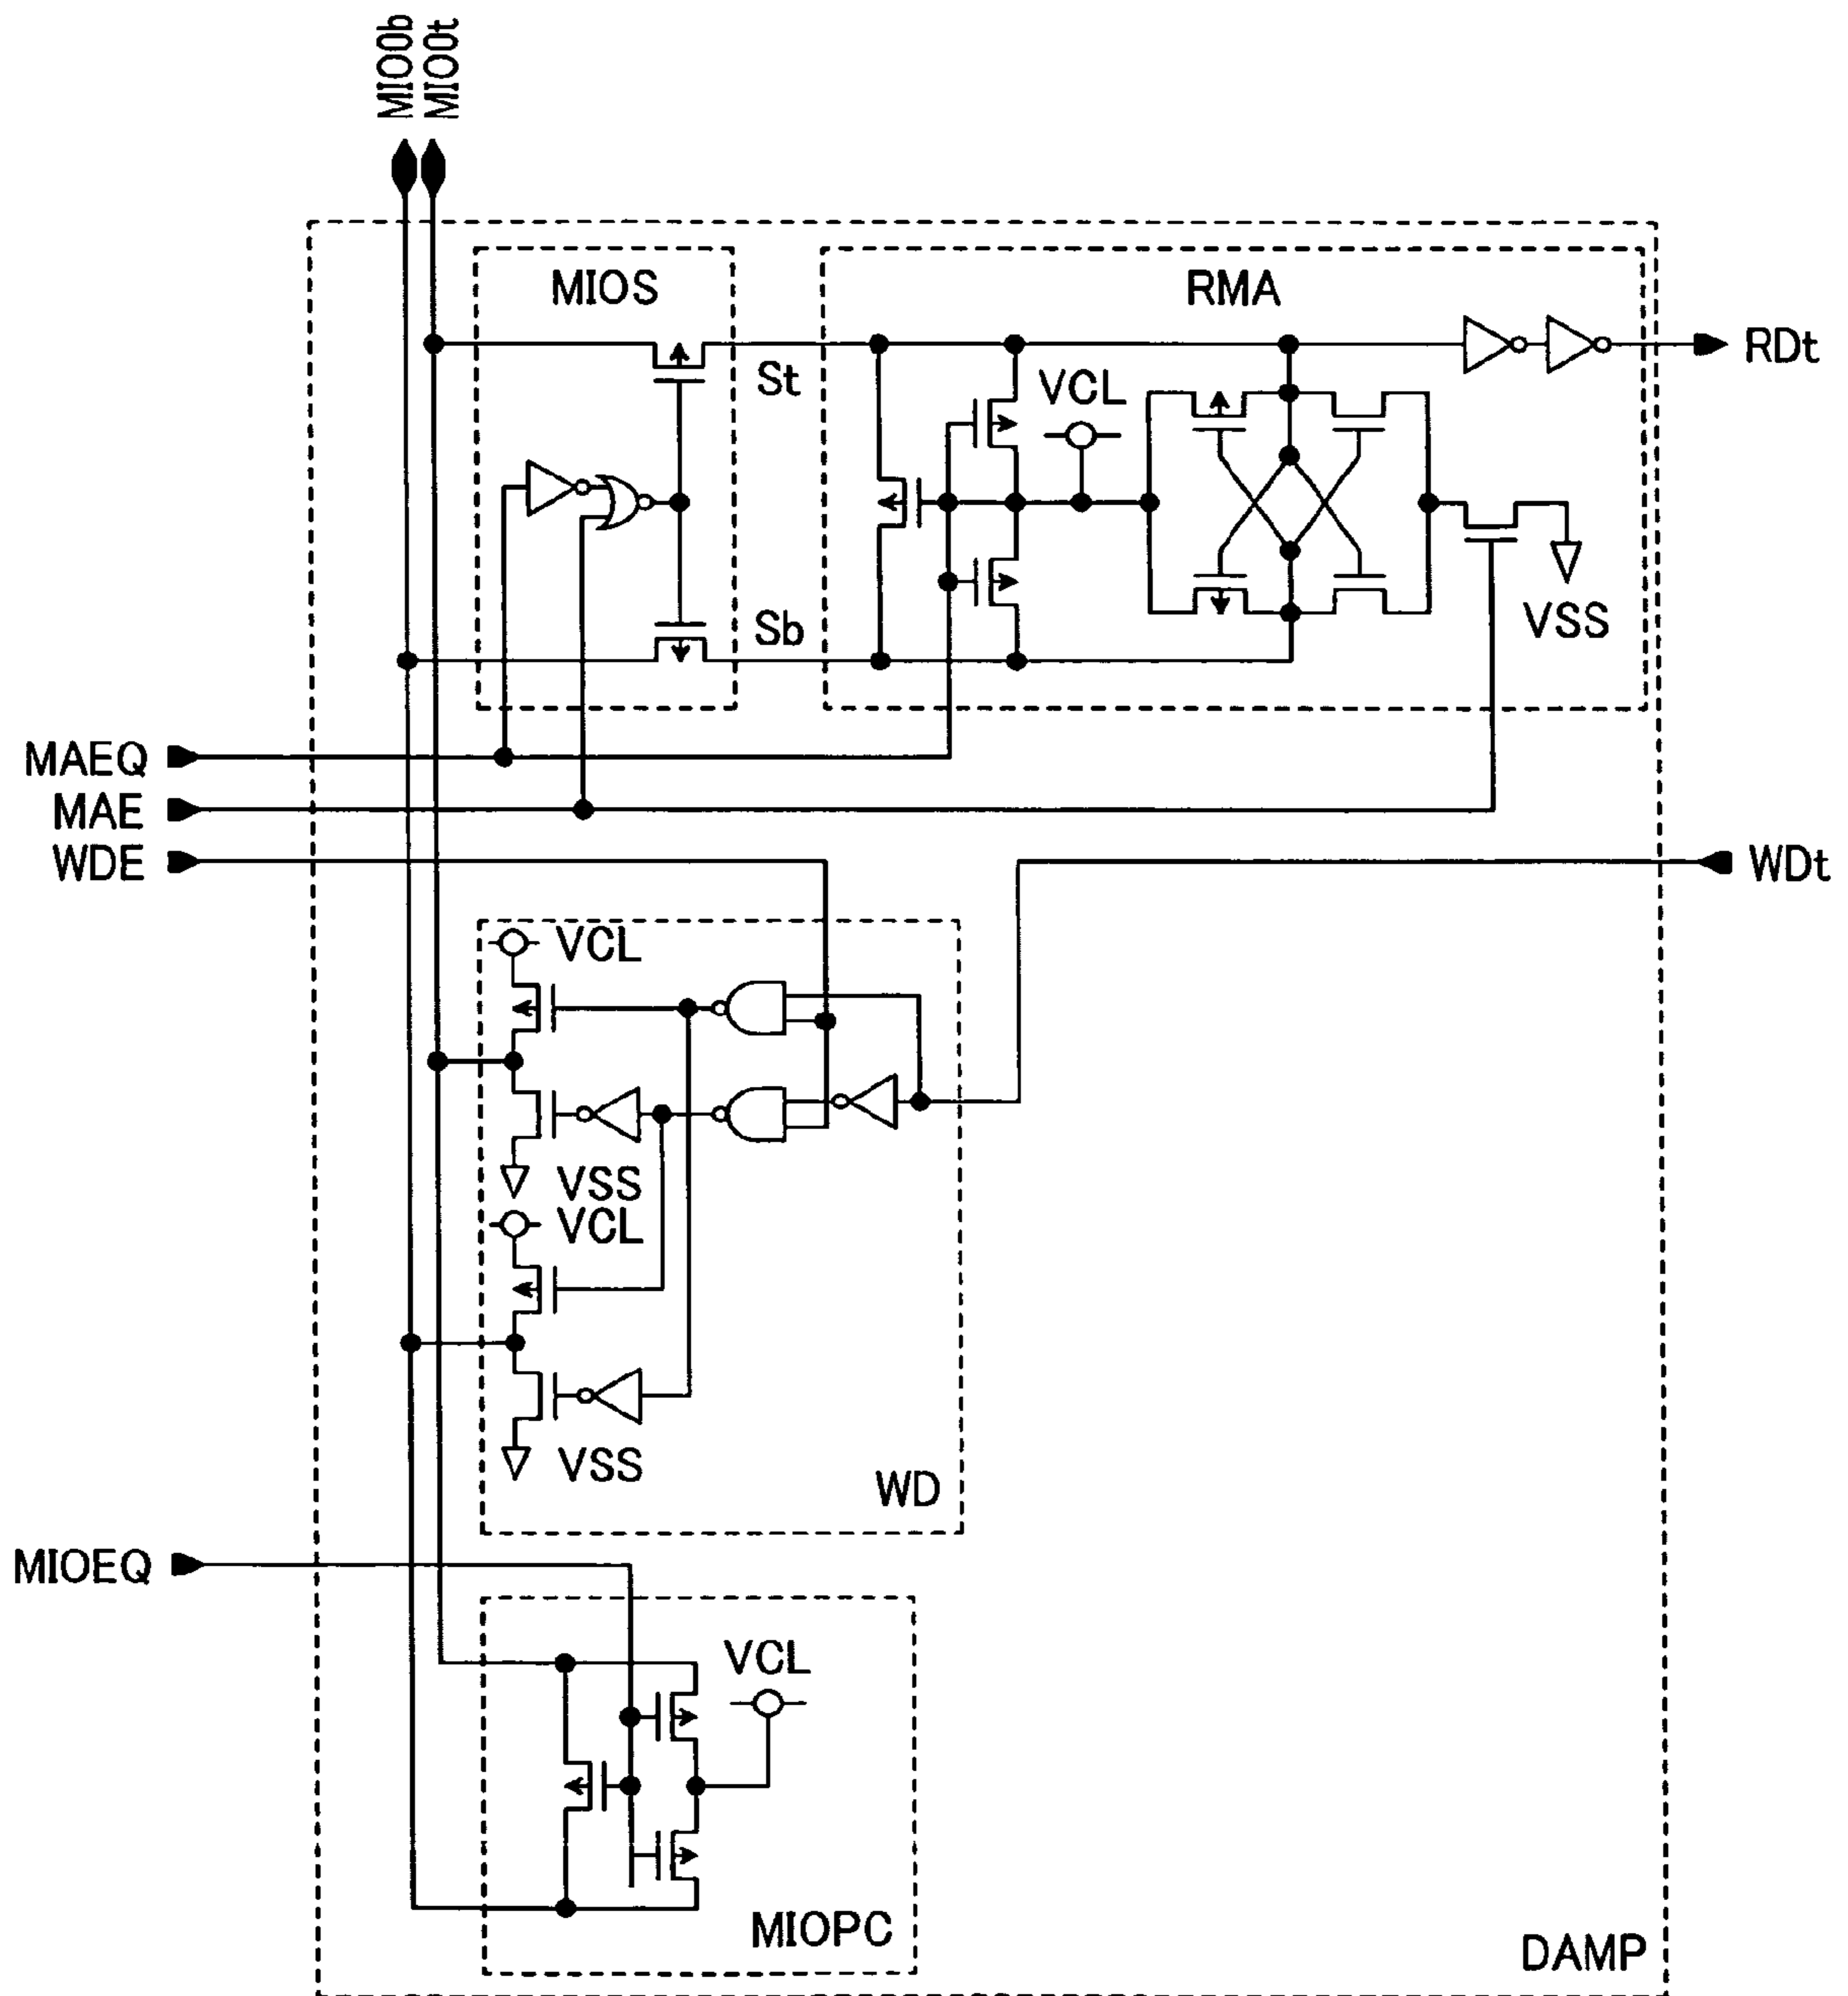 MIO0b
MIO0t
MIOS
RMA
RDt
St
VCL
Sb
VSS
MAEQ
MAE
WDE
WDt
VCL
VSS
VCL
VSS
WD
MIOEQ
VCL
MIOPC
DAMP